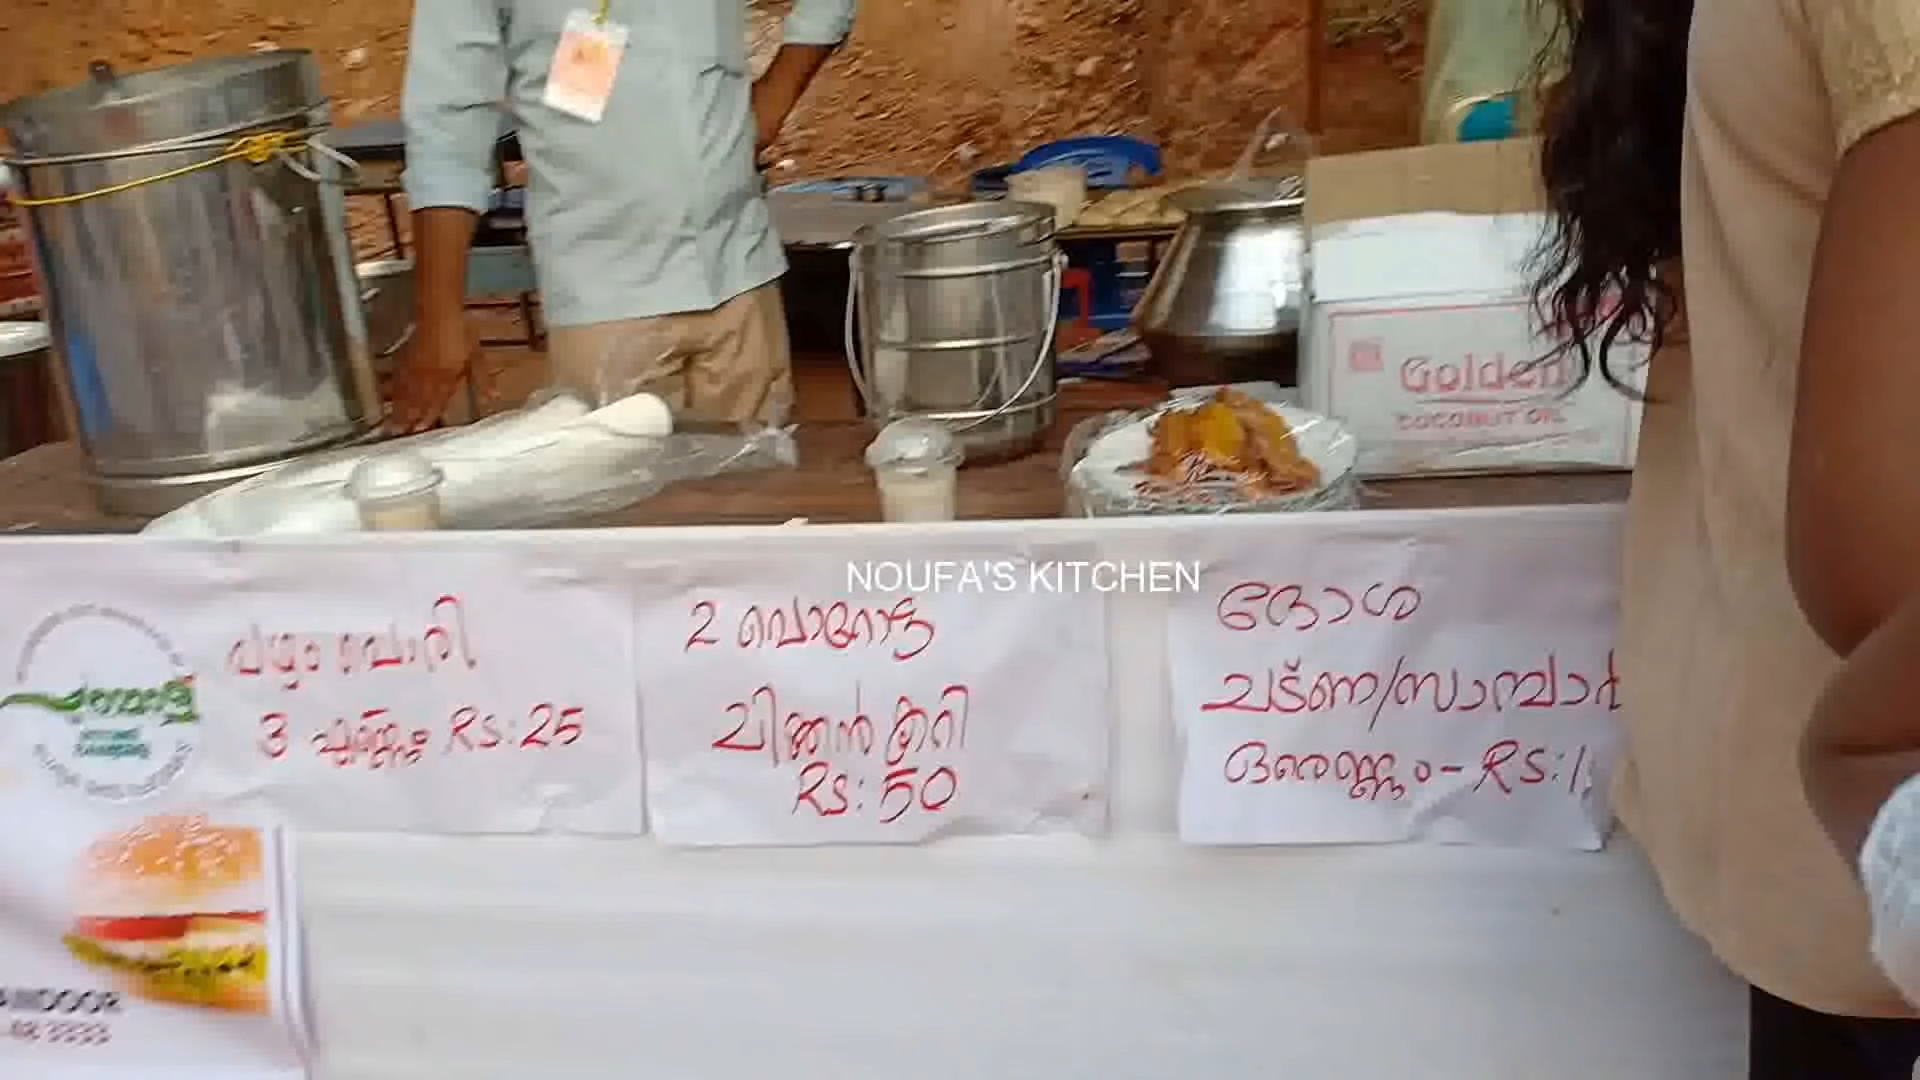 Golden
COCONUT OIL
NOUFA'S KITCHEN
പഴം പൊരി
3 എണ്ണം Rs:25
2 പൊറോട്ട
ചിക്കൻ കറി
Rs: 50
ദോശ
ചട്ണി/സാമ്പാർ
ഒരെണ്ണം - RS:1